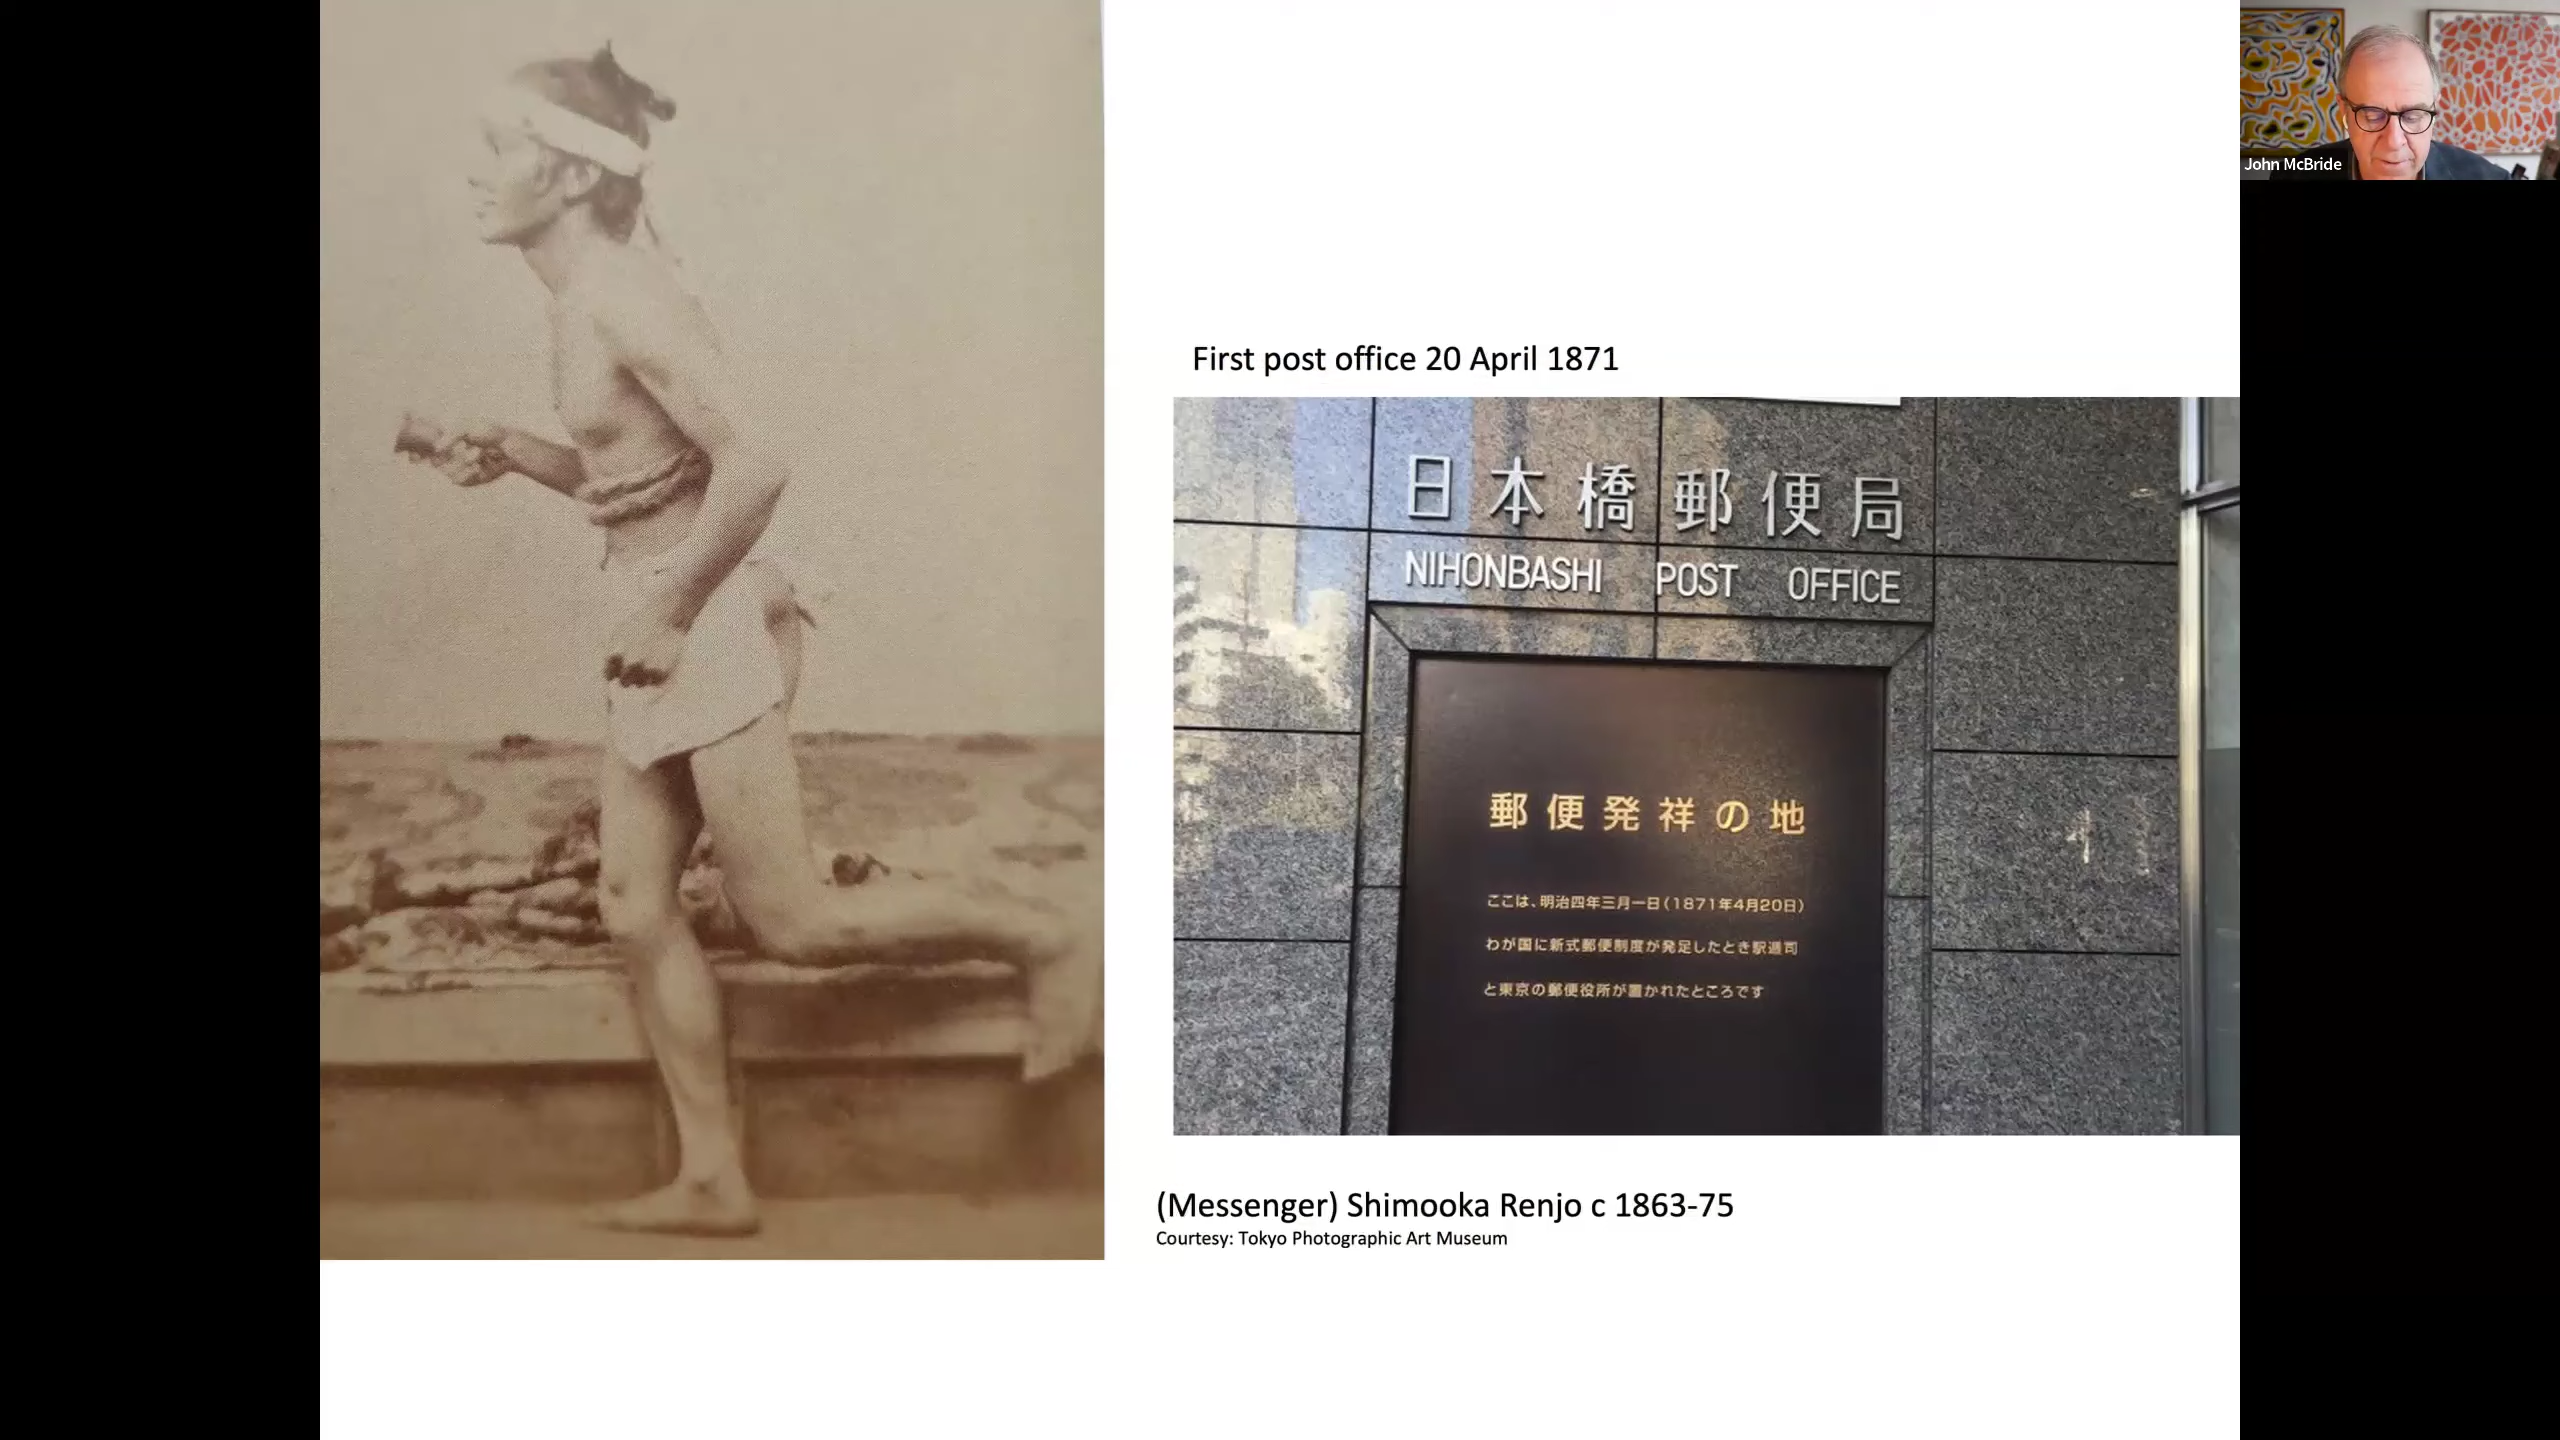 John McBride
First post office 20 April 1871
日本橋郵便局
NIHONBASHI POST OFFICE
郵便発祥の地
ここは、明治四年三月一日(1871年4月20日)
わが国に新式郵便制度が発足したとき駅逓司
と東京の郵便役所が置かれたところです
(Messenger) Shimooka Renjo c 1863-75
Courtesy: Tokyo Photographic Art Museum